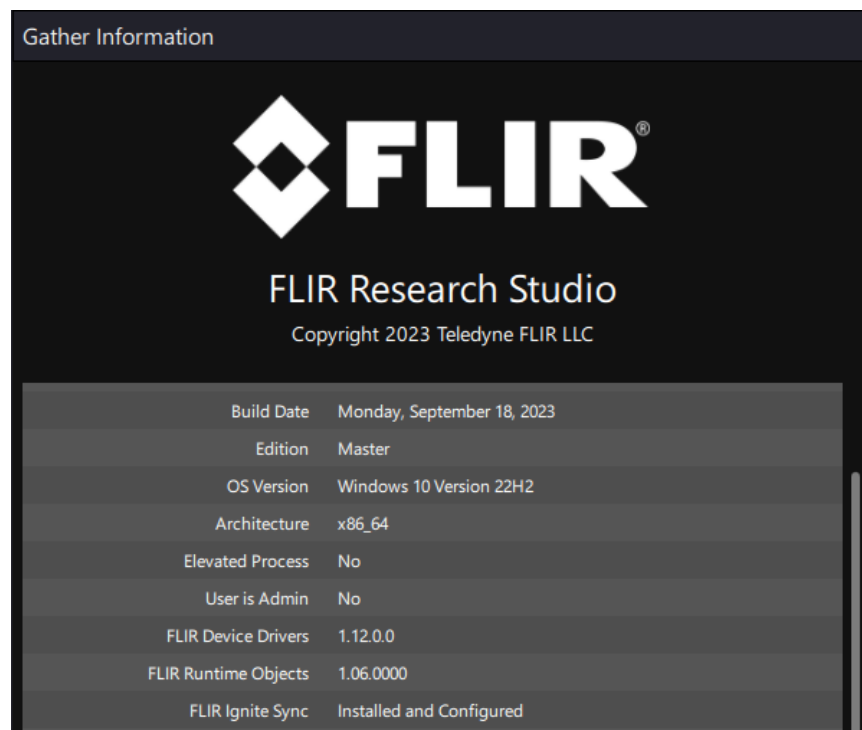 Gather Information
FLIR®
FLIR Research Studio
Copyright 2023 Teledyne FLIR LLC
Build Date Monday, September 18, 2023
Edition Master
OS Version Windows 10 Version 22H2
Architecture x86_64
Elevated Process No
User is Admin No
FLIR Device Drivers 1.12.0.0
FLIR Runtime Objects 1.06.0000
FLIR Ignite Sync Installed and Configured